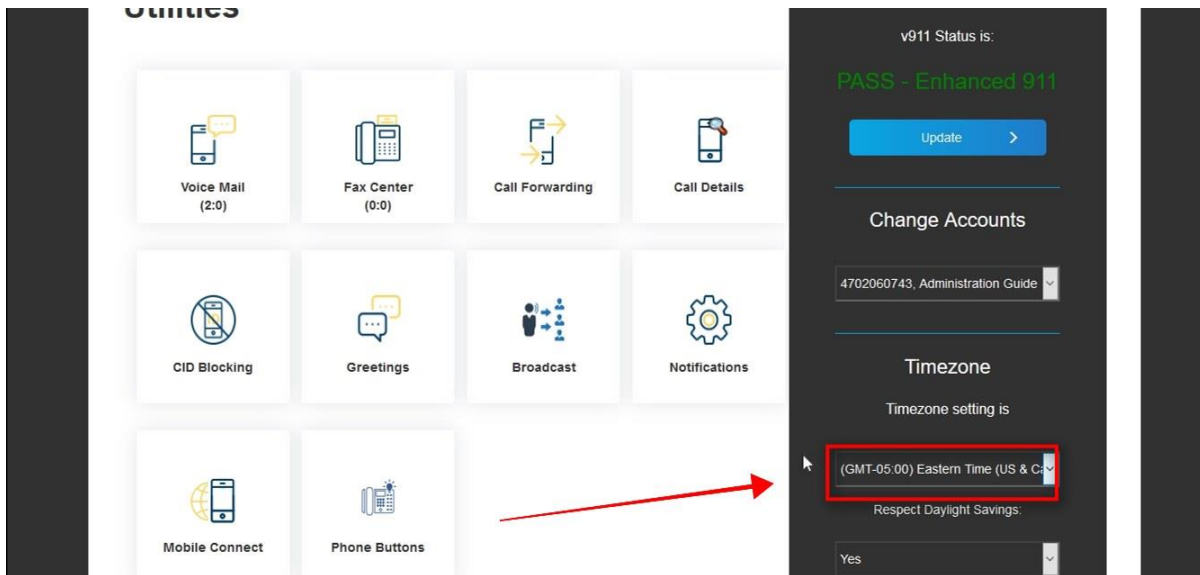 Utilities
Voice Mail
(2:0)
Fax Center
(0:0)
Call Forwarding
Call Details
CID Blocking
Greetings
Broadcast
Notifications
Mobile Connect
Phone Buttons
v911 Status is:
PASS - Enhanced 911
Update
Change Accounts
4702060743, Administration Guide
Timezone
Timezone setting is
(GMT-05:00) Eastern Time (US & Ca
Respect Daylight Savings:
Yes